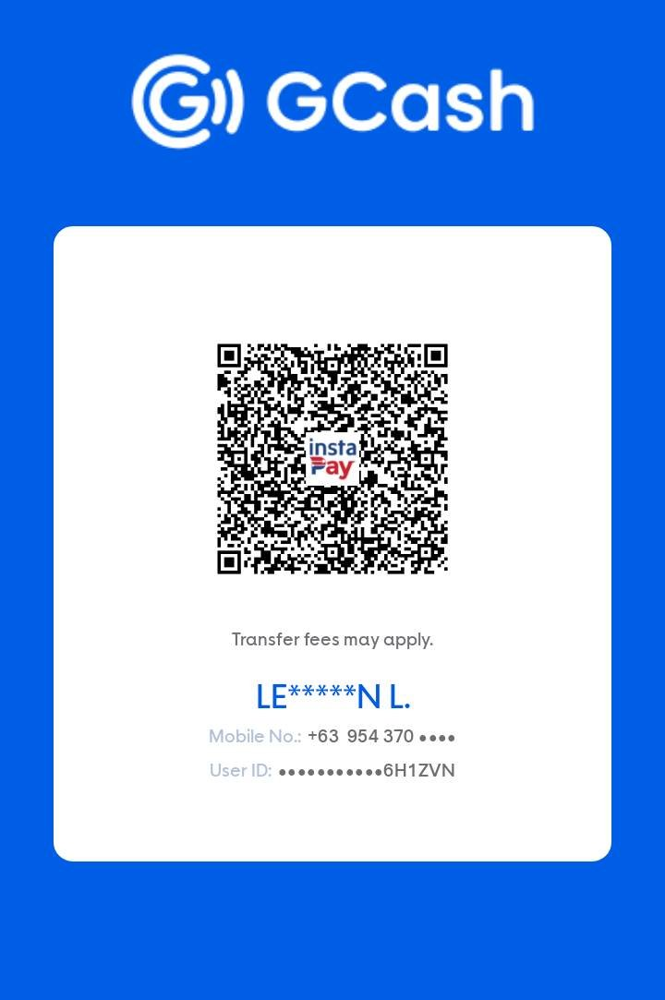 GCash
insta
Pay
Transfer fees may apply.
LE*****N L.
Mobile No.: +63 954 370 ••••
User ID: •••••••••••6H1ZVN